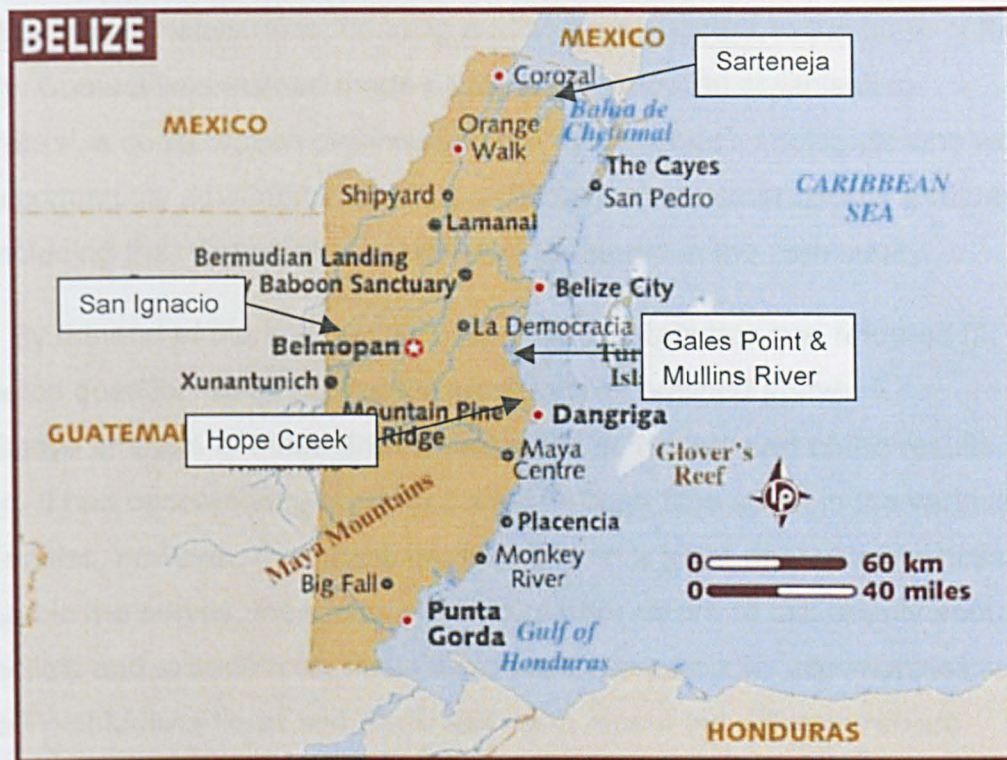 BELIZE
MEXICO
Sarteneja
Corozal
MEXICO
Bahía de
Chetumal
Orange
Walk
The Cayes
San Pedro
CARIBBEAN
SEA
Shipyard
Lamanal
Bermudian Landing
Baboon Sanctuary
San Ignacio
Belize City
La Democracia
Gales Point &
Mullins River
Belmopan
Xunantunich
Mountain Pine
Ridge
Dangriga
Hope Creek
Maya
Centre
Glover's
Reef
LP
Maya Mountains
Placencia
Monkey
River
0 60 km
0 40 miles
Big Fall
Punta
Gorda
Gulf of
Honduras
HONDURAS